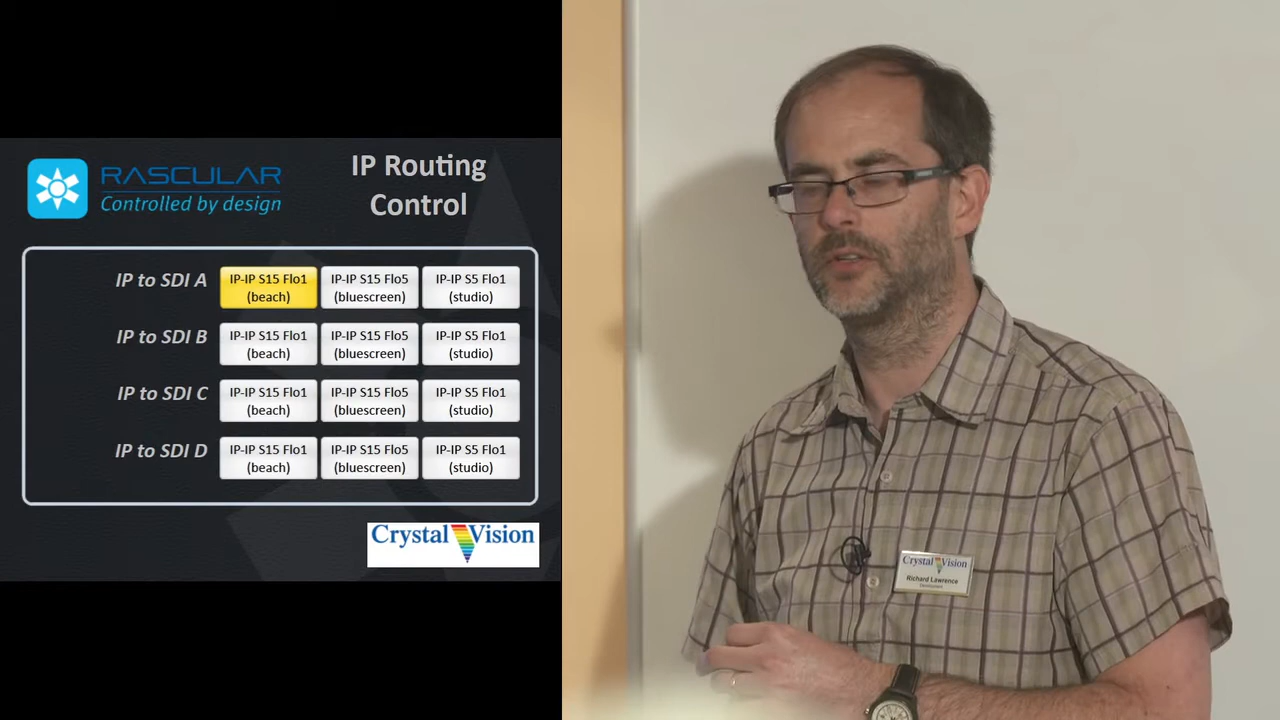 RASCULAR
Controlled by design
IP Routing
Control
IP to SDI A
IP-IP S15 Flo1
(beach)
IP-IP S15 Flo5
(bluescreen)
IP-IP S5 Flo1
(studio)
IP to SDI B
IP-IP S15 Flo1
(beach)
IP-IP S15 Flo5
(bluescreen)
IP-IP S5 Flo1
(studio)
IP to SDI C
IP-IP S15 Flo1
(beach)
IP-IP S15 Flo5
(bluescreen)
IP-IP S5 Flo1
(studio)
IP to SDI D
IP-IP S15 Flo1
(beach)
IP-IP S15 Flo5
(bluescreen)
IP-IP S5 Flo1
(studio)
Crystal Vision
Crystal Vision
Richard Lawrence
Development